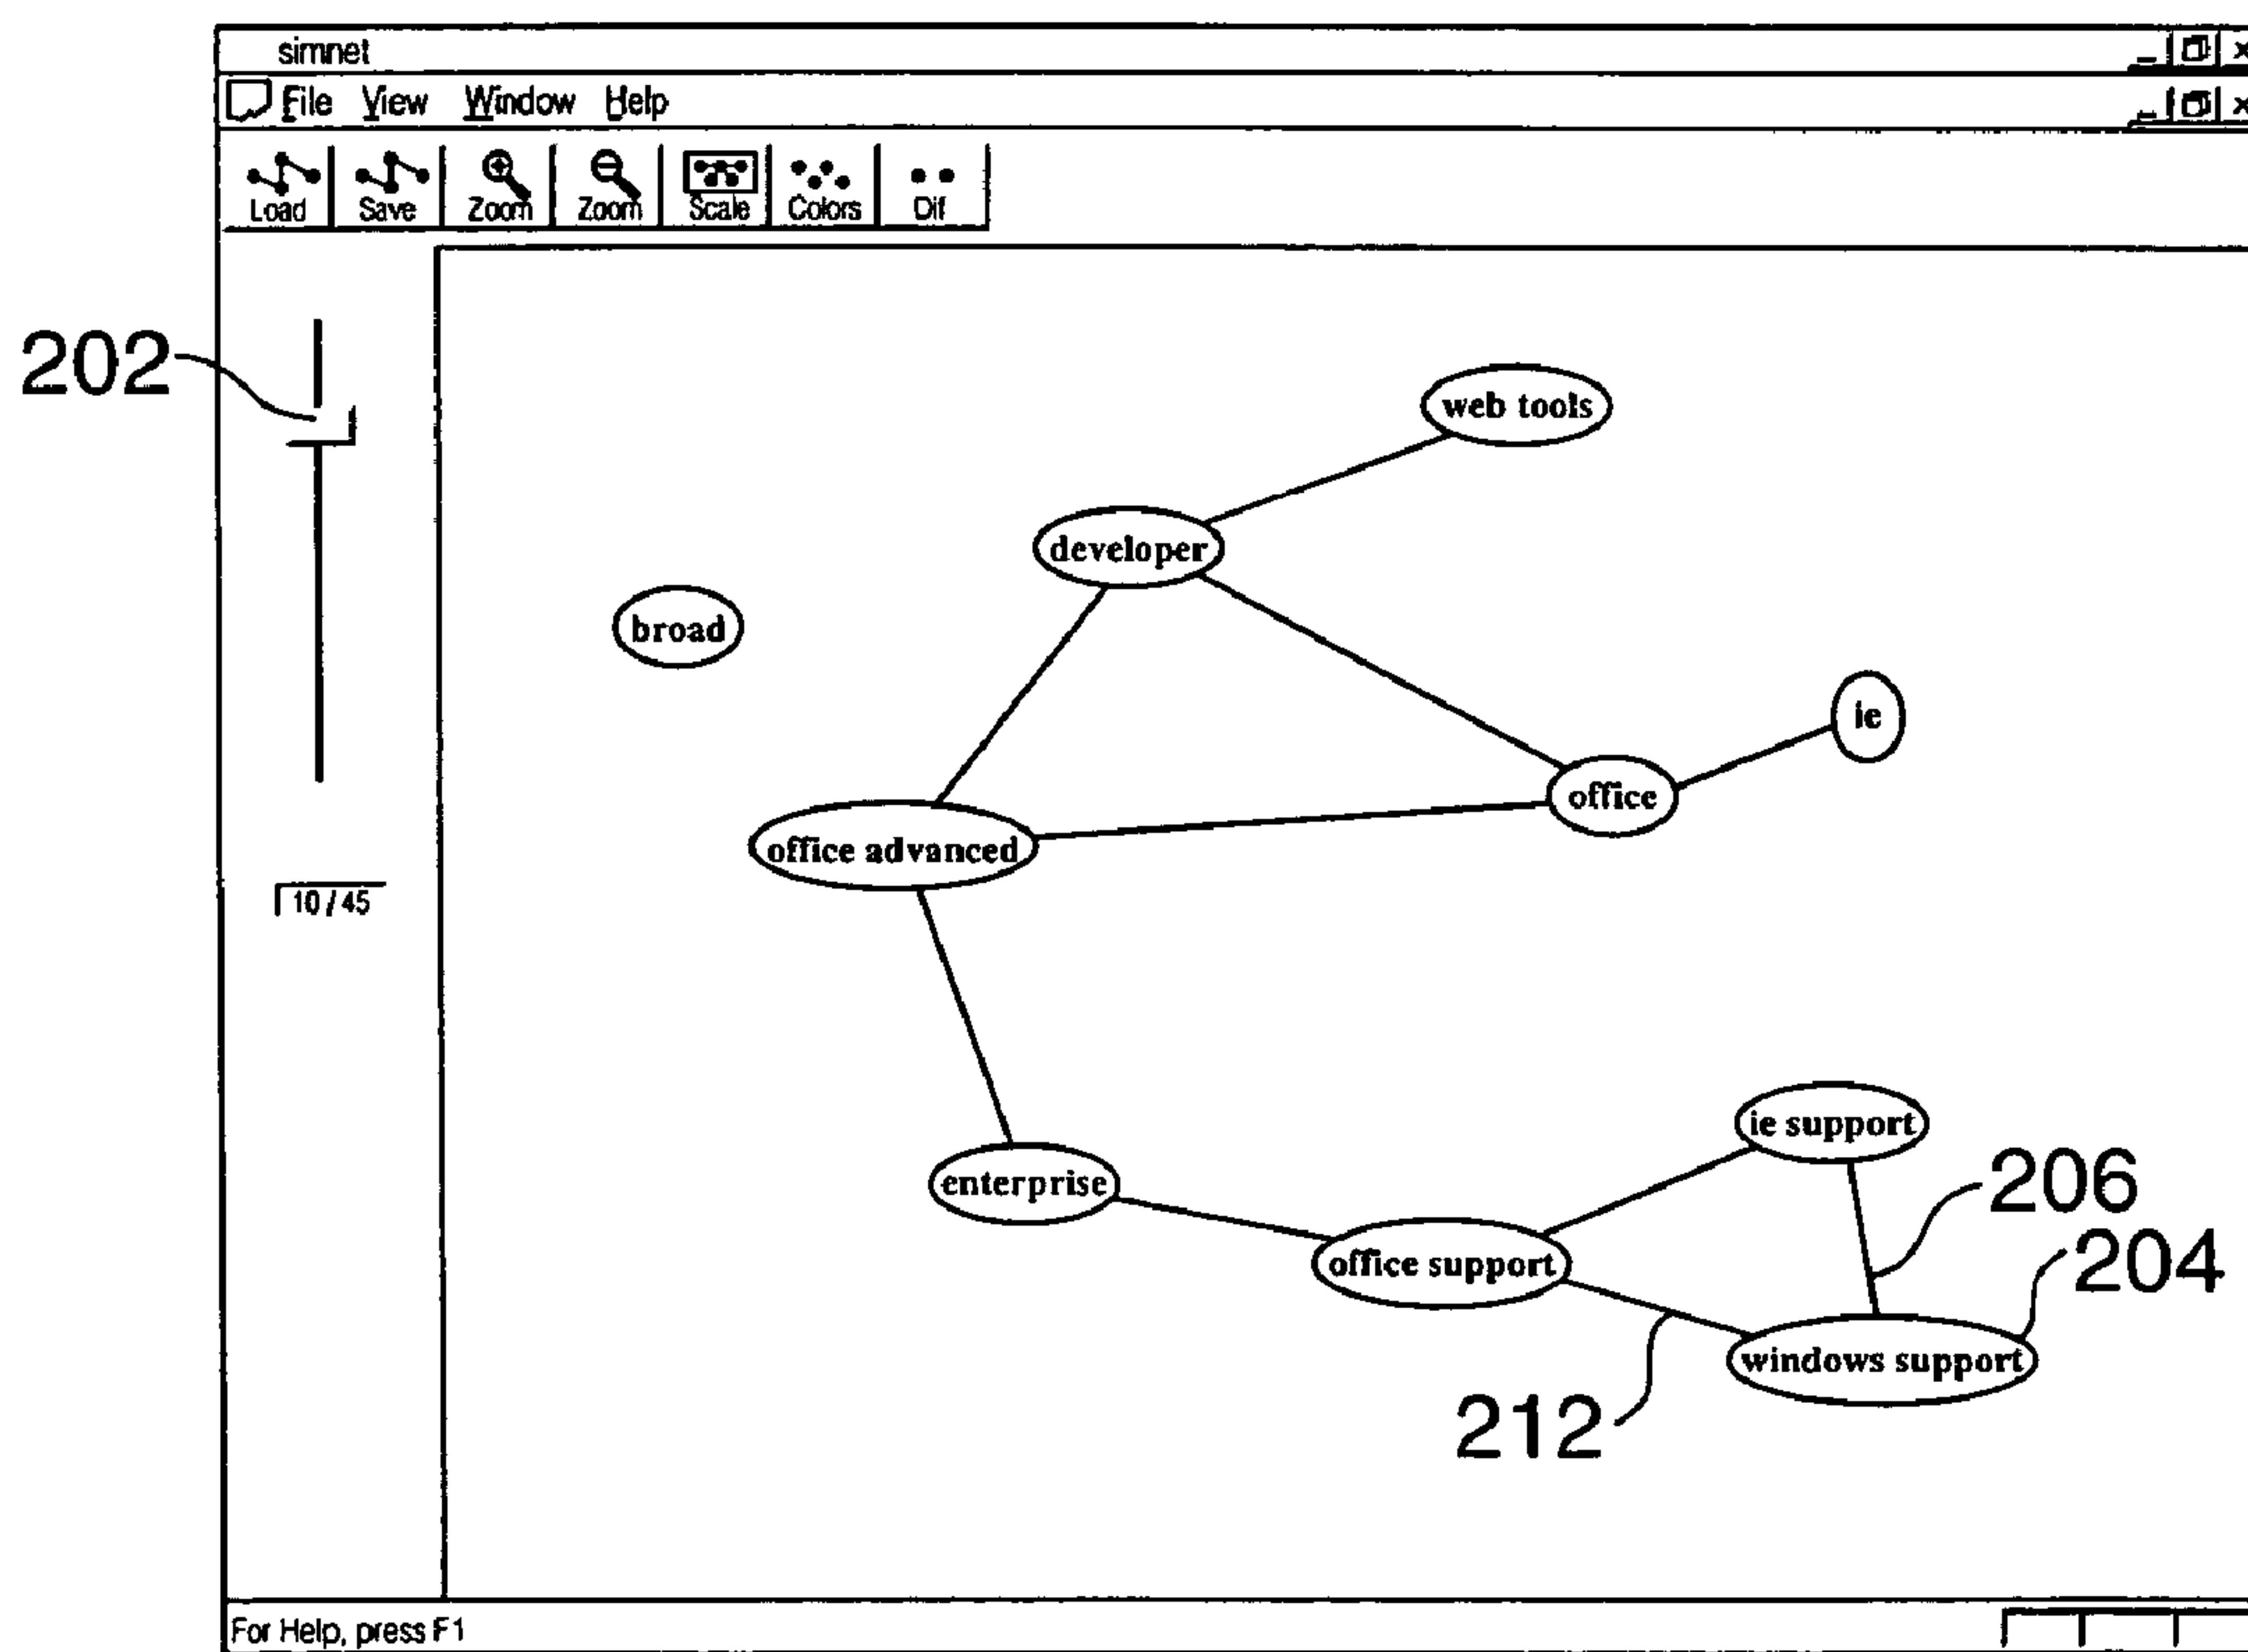 simnet
File View Window Help
Load Save Zoom Zoom Scale Colors Dif
202
web tools
developer
broad
ie
office
office advanced
10/45
ie support
206
enterprise
204
office support
windows support
212
For Help, press F1